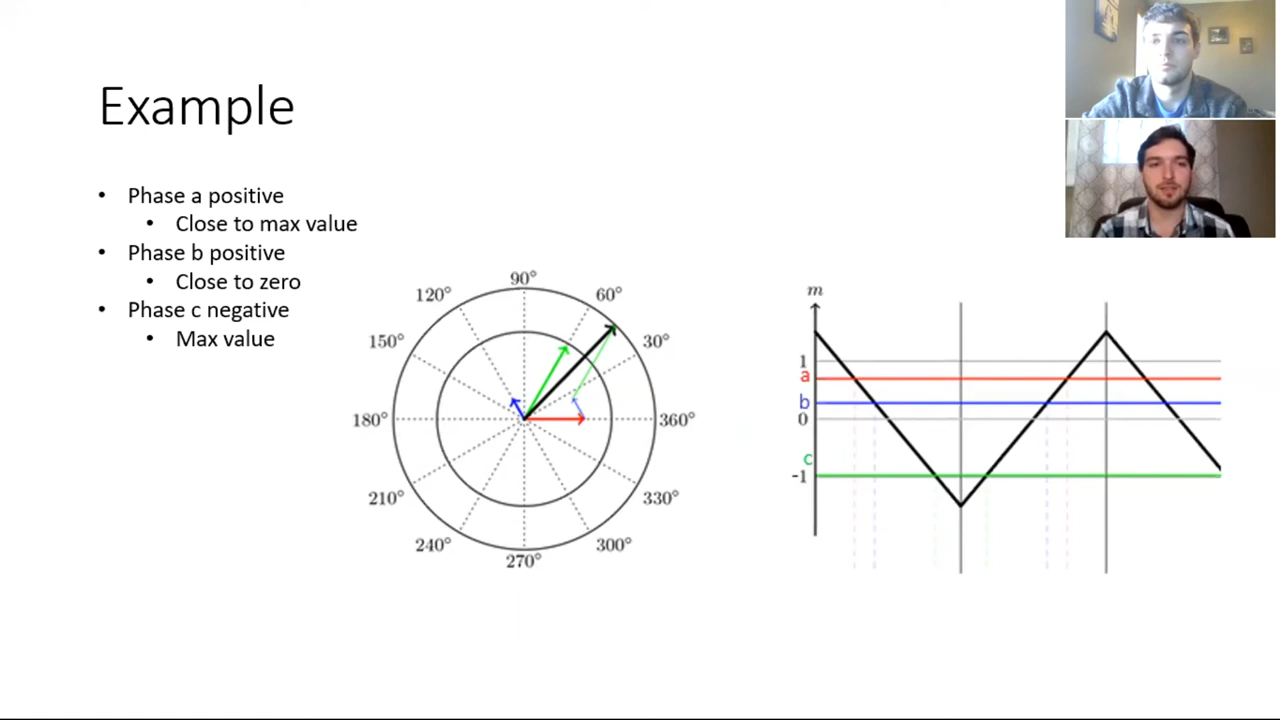 Example
• Phase a positive
• Close to max value
• Phase b positive
• Close to zero
• Phase c negative
• Max value
90°
120°
60°
150°
30°
180°
360°
210°
330°
240°
300°
270°
m
1
a
b
0
c
-1